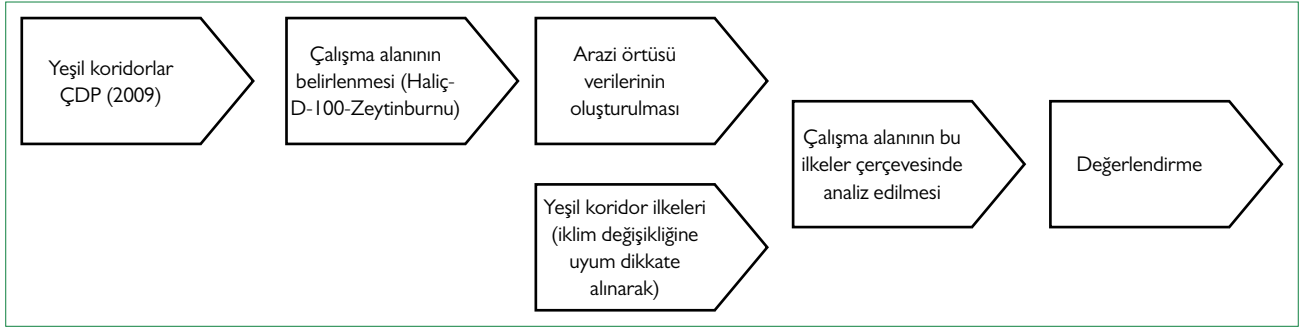 Yeşil koridorlar
ÇDP (2009)
Çalışma alanının
belirlenmesi (Haliç-
D-100-Zeytinburnu)
Arazi örtüsü
verilerinin
oluşturulması
Yeşil koridor ilkeleri
(iklim değişikliğine
uyum dikkate
alınarak)
Çalışma alanının bu
ilkeler çerçevesinde
analiz edilmesi
Değerlendirme